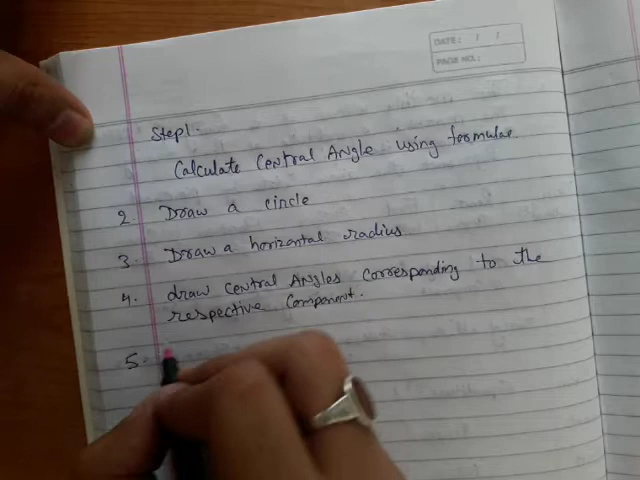 DATE: / /
PAGE NO.:
Step1.
Calculate Central Angle using formulae
2. Draw a circle
3. Draw a horizontal radius
4. draw central Angles corresponding to the
respective Component.
5.